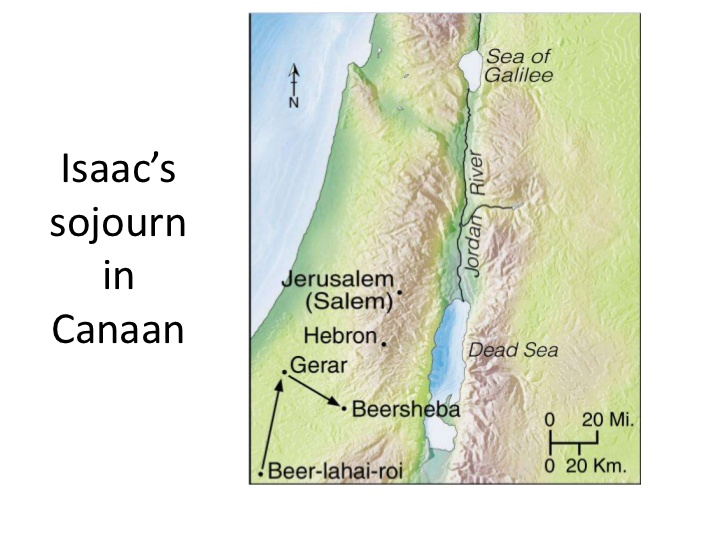 Isaac’s
sojourn
in
Canaan
N
Sea of
Galilee
Jordan River
Jerusalem
(Salem)
Hebron
Dead Sea
Gerar
Beersheba
Beer-lahai-roi
0 20 Mi.
0 20 Km.